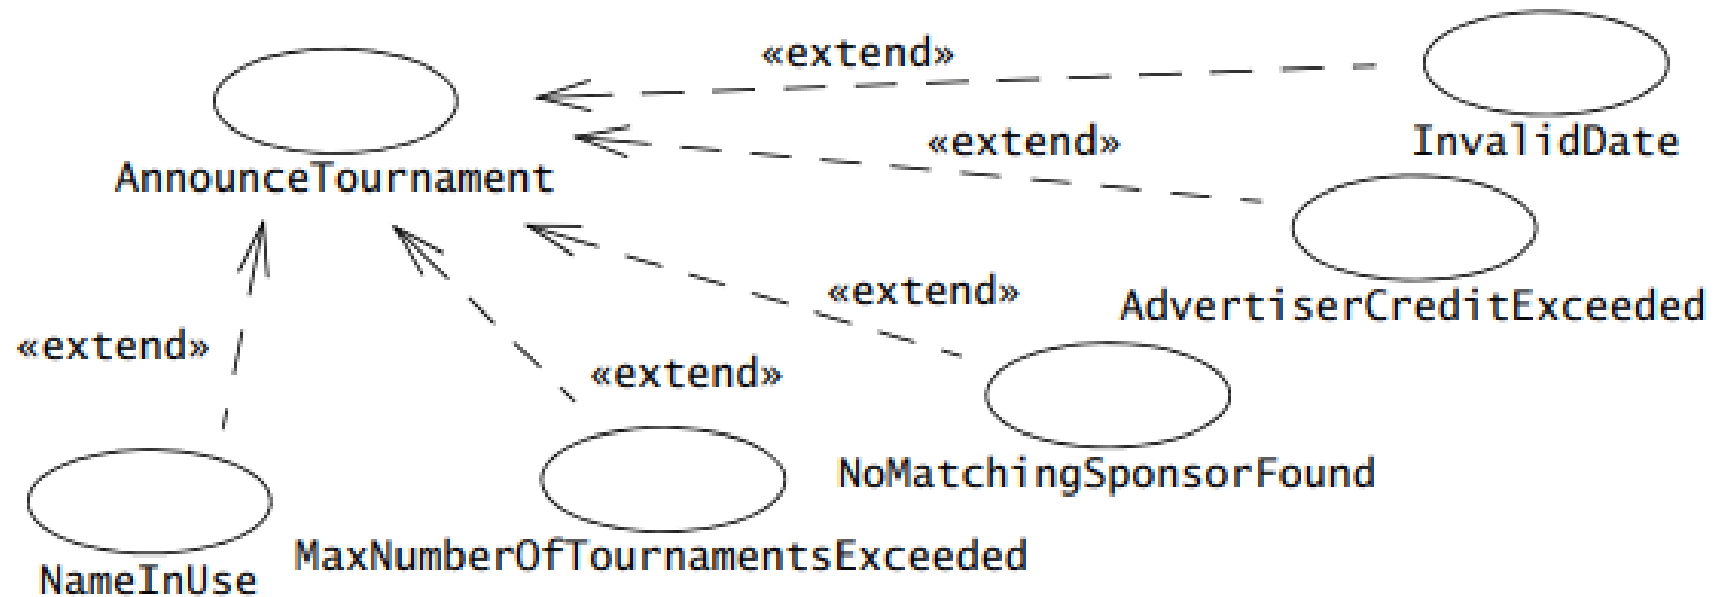 «extend»
InvalidDate
«extend»
AnnounceTournament
AdvertiserCreditExceeded
«extend»
«extend»
«extend»
NoMatchingSponsorFound
MaxNumberOfTournamentsExceeded
NameInUse